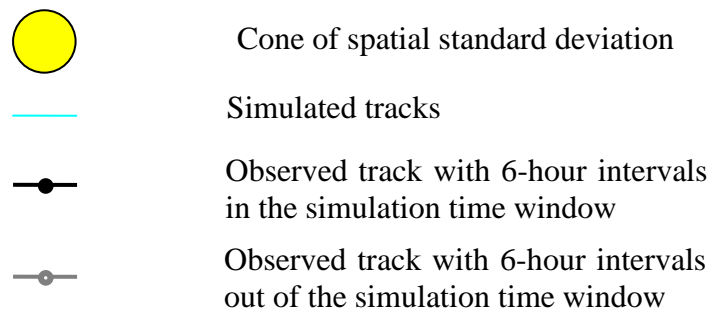 Cone of spatial standard deviation
Simulated tracks
Observed track with 6-hour intervals
in the simulation time window
Observed track with 6-hour intervals
out of the simulation time window